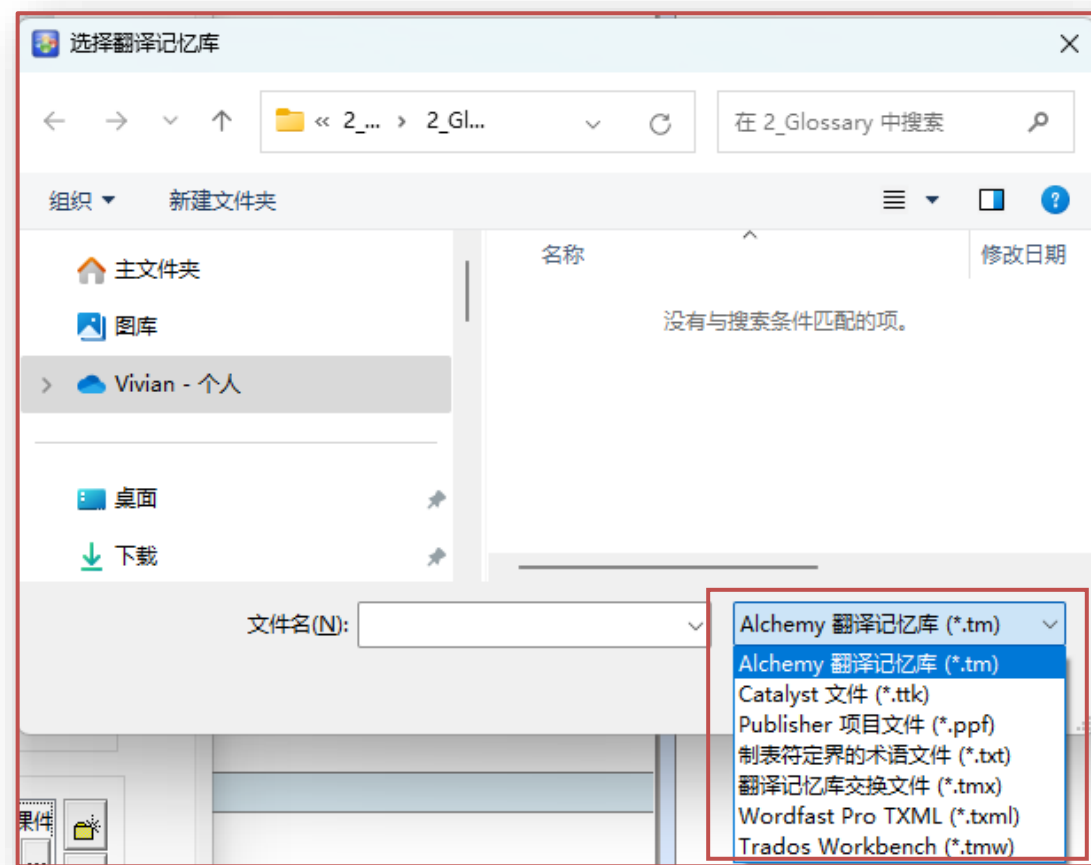 选择翻译记忆库
« 2_... › 2_Gl...
在 2_Glossary 中搜索
组织
新建文件夹
主文件夹
图库
Vivian - 个人
桌面
下载
名称
修改日期
没有与搜索条件匹配的项。
文件名(N):
Alchemy 翻译记忆库 (*.tm)
Alchemy 翻译记忆库 (*.tm)
Catalyst 文件 (*.ttk)
Publisher 项目文件 (*.ppf)
制表符定界的术语文件 (*.txt)
翻译记忆库交换文件 (*.tmx)
Wordfast Pro TXML (*.txml)
Trados Workbench (*.tmw)
课件
...